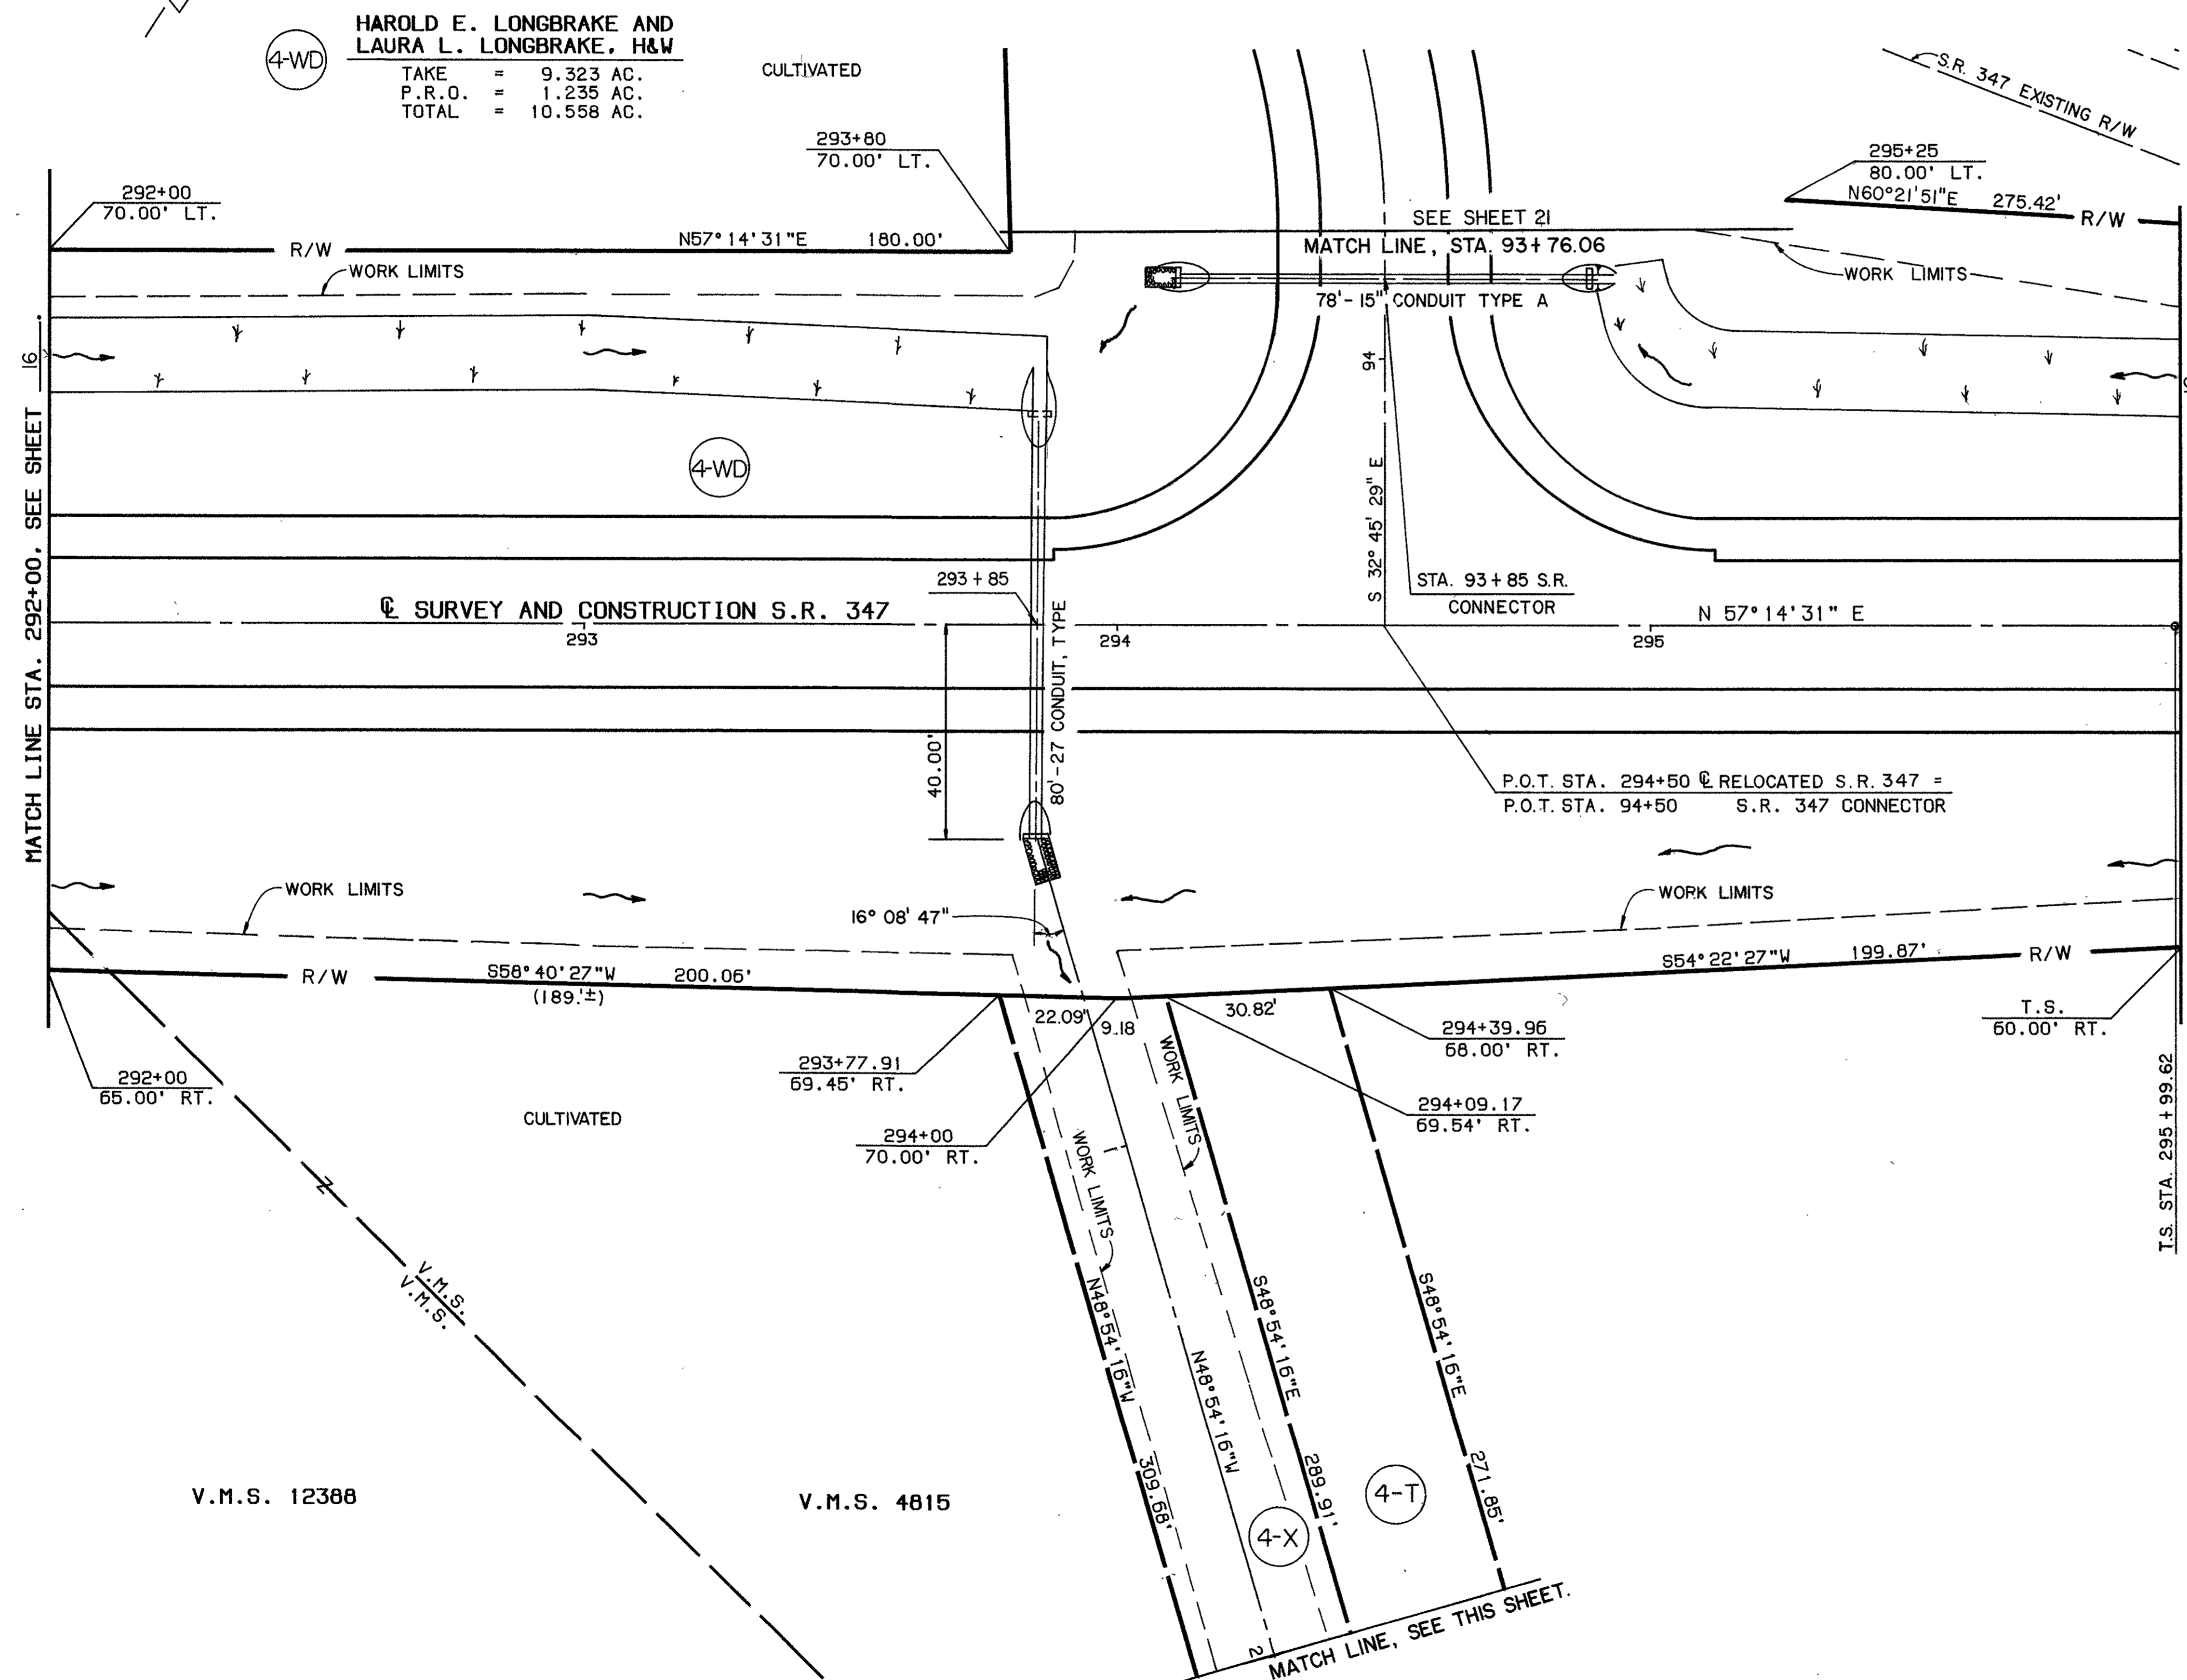 4-WD
HAROLD E. LONGBRAKE AND
LAURA L. LONGBRAKE, H&W
TAKE = 9.323 AC.
P.R.O. = 1.235 AC.
TOTAL = 10.558 AC.
CULTIVATED
S.R. 347 EXISTING R/W
293+80
70.00' LT.
295+25
80.00' LT.
N60°21'51"E 275.42'
R/W
292+00
70.00' LT.
R/W
N57°14'31"E 180.00'
SEE SHEET 21
MATCH LINE, STA. 93+76.06
WORK LIMITS
WORK LIMITS
78'-15" CONDUIT TYPE A
MATCH LINE STA. 292+00, SEE SHEET 16
94
4-WD
S 32° 45' 29" E
293 + 85
STA. 93+85 S.R.
CONNECTOR
℄ SURVEY AND CONSTRUCTION S.R. 347
N 57°14'31" E
293
294
295
80'-27 CONDUIT, TYPE
40.00'
P.O.T. STA. 294+50 ℄ RELOCATED S.R. 347 =
P.O.T. STA. 94+50 S.R. 347 CONNECTOR
WORK LIMITS
WORK LIMITS
16° 08' 47"
R/W
S58°40'27"W 200.06'
(189.'±)
S54°22'27"W 199.87'
R/W
22.09'
9.18
30.82'
T.S.
60.00' RT.
294+39.96
68.00' RT.
293+77.91
69.45' RT.
292+00
65.00' RT.
294+09.17
69.54' RT.
CULTIVATED
294+00
70.00' RT.
WORK LIMITS
WORK LIMITS
1
T.S. STA. 295+99.62
Z
V.M.S.
V.M.S.
N48°54'16"W
309.68'
N48°54'16"W
S48°54'16"E
289.91'
S48°54'16"E
271.85'
V.M.S. 12388
V.M.S. 4815
4-T
4-X
2
MATCH LINE, SEE THIS SHEET.